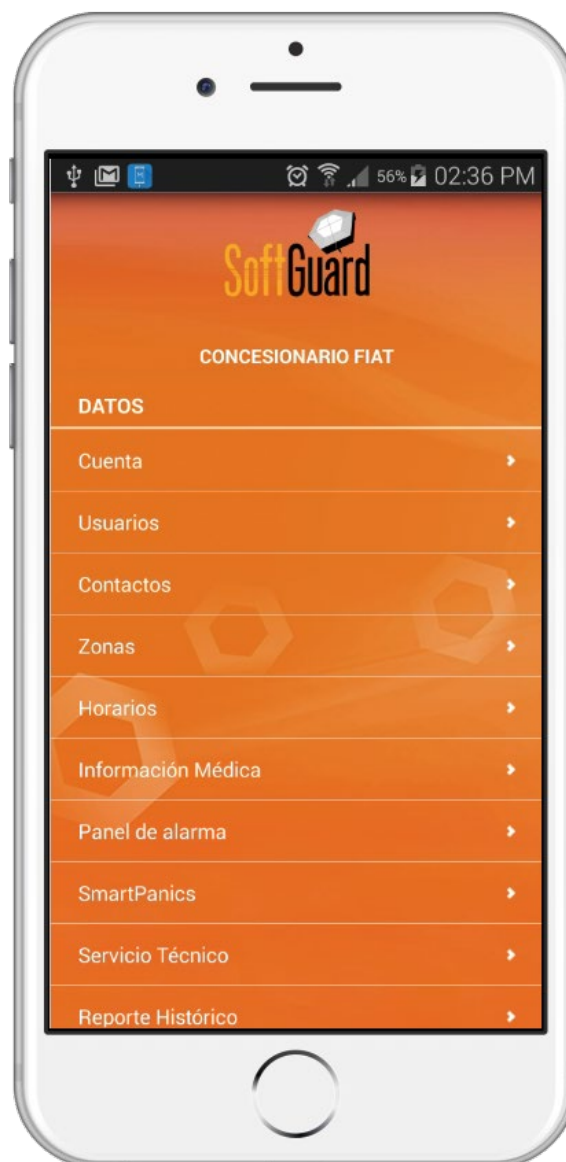 56% 02:36 PM
SoftGuard
CONCESIONARIO FIAT
DATOS
Cuenta
Usuarios
Contactos
Zonas
Horarios
Información Médica
Panel de alarma
SmartPanics
Servicio Técnico
Reporte Histórico